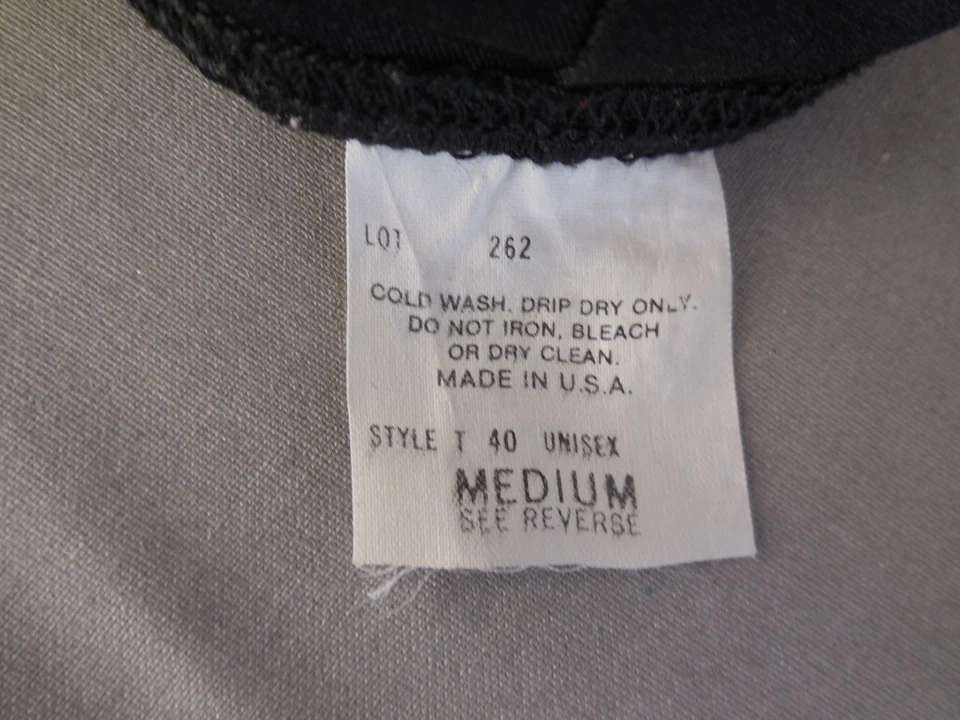 LOT 262
COLD WASH. DRIP DRY ONLY.
DO NOT IRON, BLEACH
OR DRY CLEAN.
MADE IN U.S.A.
STYLE T 40 UNISEX
MEDIUM
SEE REVERSE